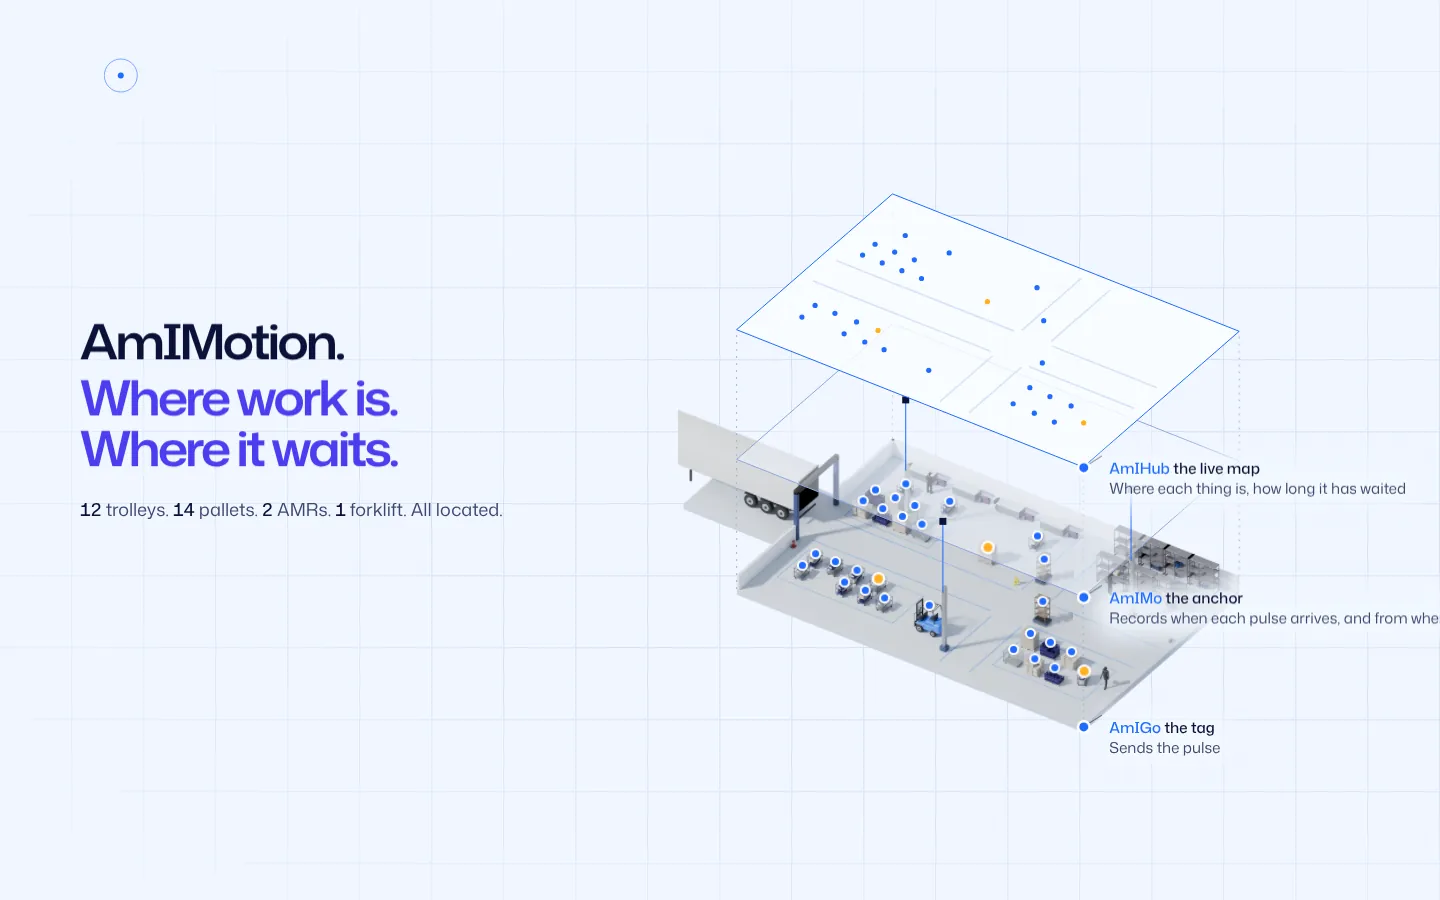 AmIMotion.
Where work is.
Where it waits.
12 trolleys. 14 pallets. 2 AMRs. 1 forklift. All located.
AmIHub the live map
Where each thing is, how long it has waited
AmIMo the anchor
Records when each pulse arrives, and from whe
AmIGo the tag
Sends the pulse